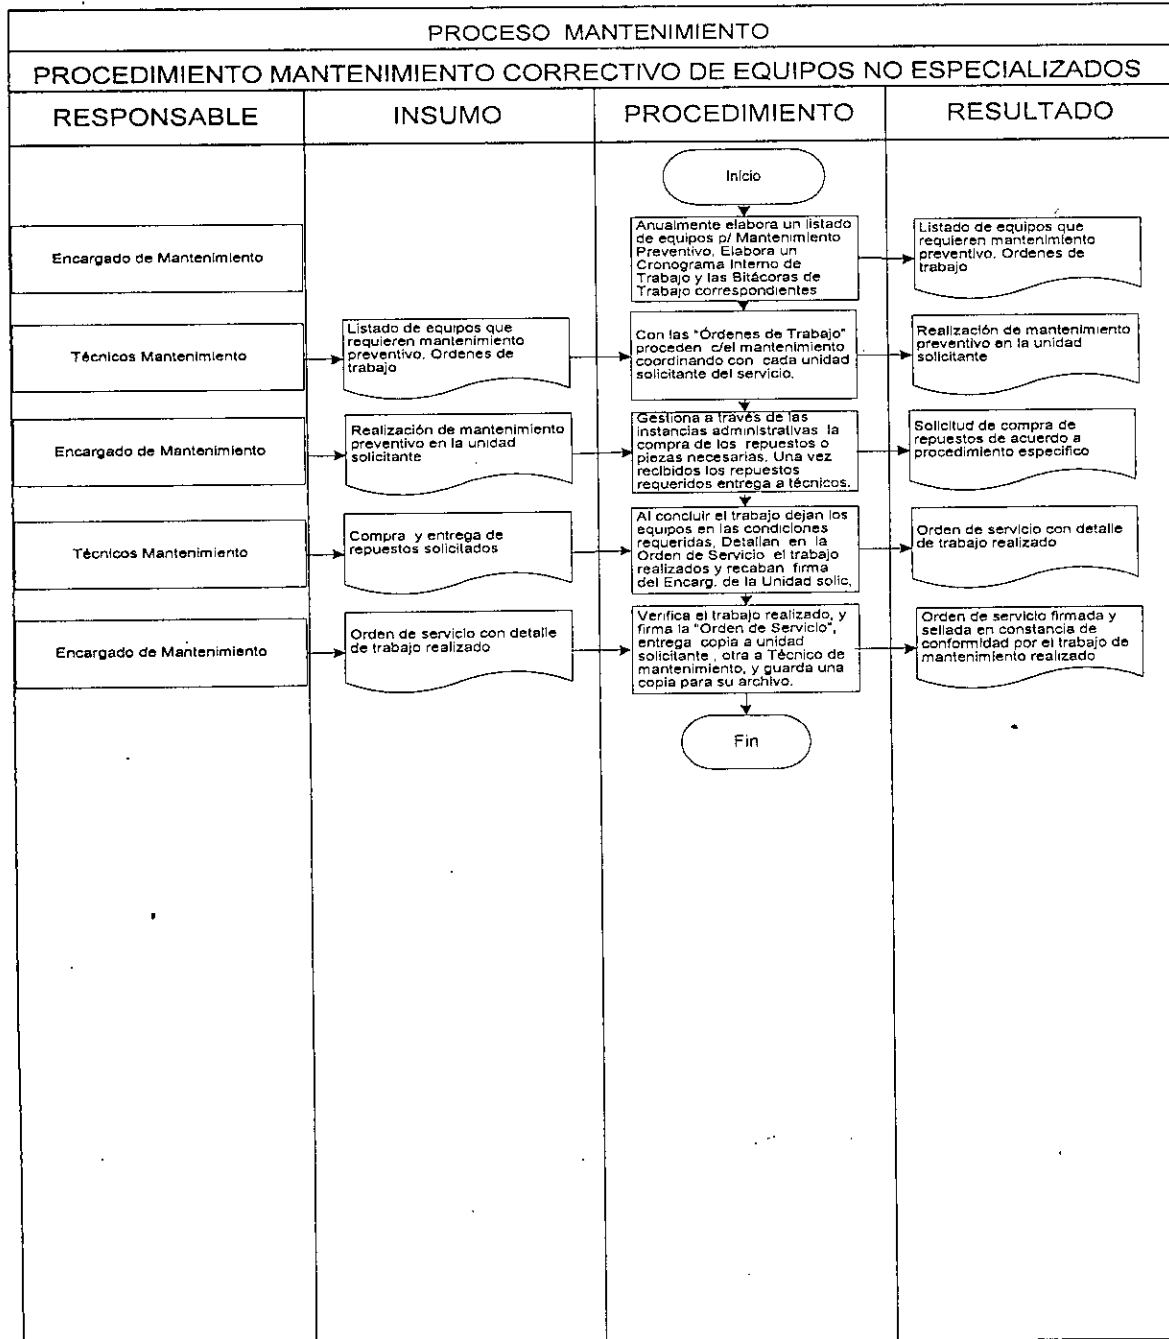 PROCESO MANTENIMIENTO
PROCEDIMIENTO MANTENIMIENTO CORRECTIVO DE EQUIPOS NO ESPECIALIZADOS
RESPONSABLE
INSUMO
PROCEDIMIENTO
RESULTADO
Inicio
Encargado de Mantenimiento
Anualmente elabora un listado
de equipos p/ Mantenimiento
Preventivo. Elabora un
Cronograma Interno de
Trabajo y las Bitácoras de
Trabajo correspondientes
Listado de equipos que
requieren mantenimiento
preventivo. Ordenes de
trabajo
Técnicos Mantenimiento
Listado de equipos que
requieren mantenimiento
preventivo. Ordenes de
trabajo
Con las "Órdenes de Trabajo"
proceden c/el mantenimiento
coordinando con cada unidad
solicitante del servicio.
Realización de mantenimiento
preventivo en la unidad
solicitante
Encargado de Mantenimiento
Realización de mantenimiento
preventivo en la unidad
solicitante
Gestiona a través de las
instancias administrativas la
compra de los repuestos o
piezas necesarias. Una vez
recibidos los repuestos
requeridos entrega a técnicos.
Solicitud de compra de
repuestos de acuerdo a
procedimiento especifico
Técnicos Mantenimiento
Compra y entrega de
repuestos solicitados
Al concluir el trabajo dejan los
equipos en las condiciones
requeridas. Detallan en la
Orden de Servicio el trabajo
realizados y recaban firma
del Encarg. de la Unidad solic.
Orden de servicio con detalle
de trabajo realizado
Encargado de Mantenimiento
Orden de servicio con detalle
de trabajo realizado
Verifica el trabajo realizado, y
firma la "Orden de Servicio",
entrega copia a unidad
solicitante , otra a Técnico de
mantenimiento, y guarda una
copia para su archivo.
Orden de servicio firmada y
sellada en constancia de
conformidad por el trabajo de
mantenimiento realizado
Fin